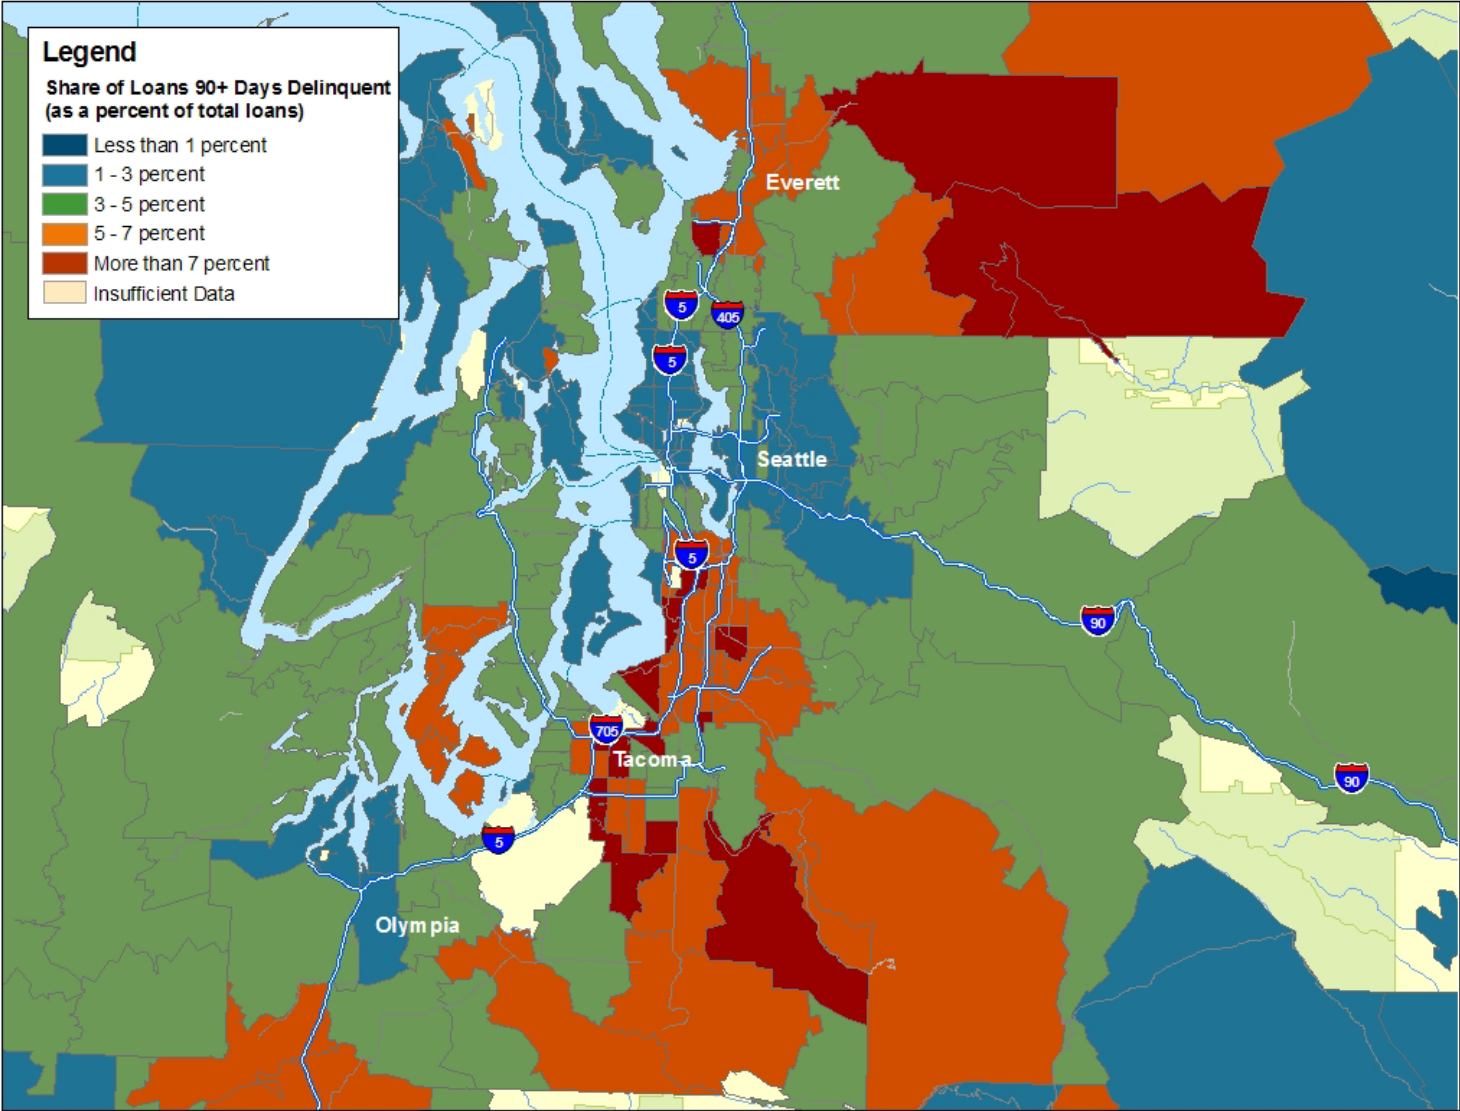 Legend
Share of Loans 90+ Days Delinquent
(as a percent of total loans)
Less than 1 percent
1 - 3 percent
3 - 5 percent
5 - 7 percent
More than 7 percent
Insufficient Data
Everett
5
405
5
Seattle
5
90
705
Tacoma
90
5
Olympia